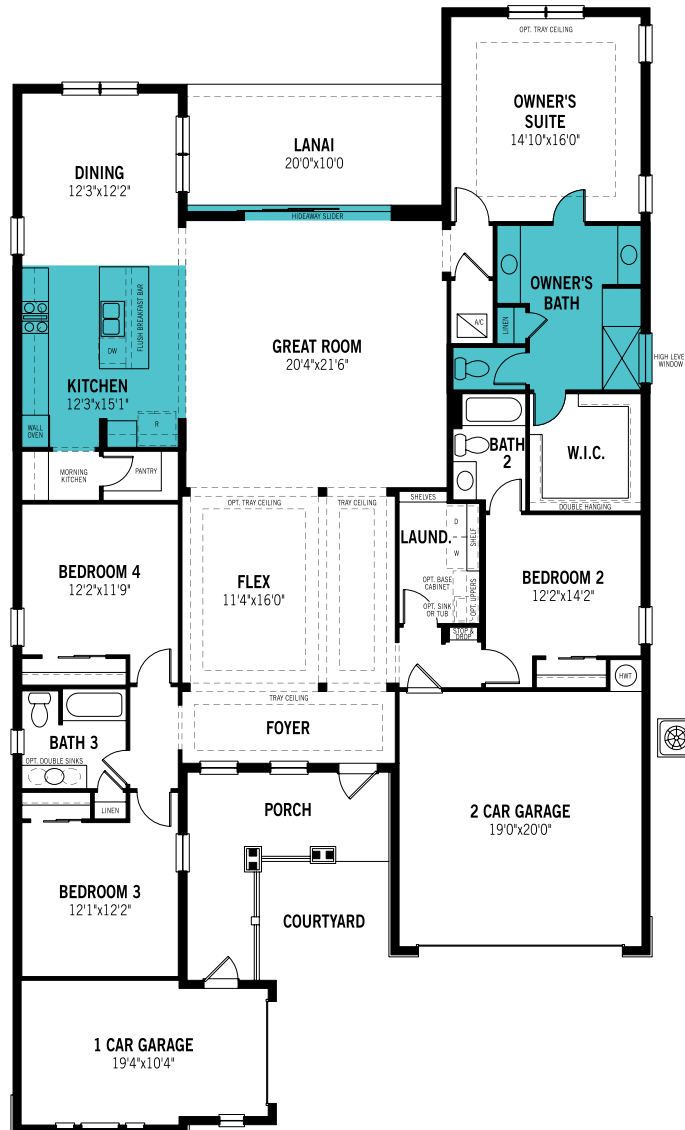 OPT. TRAY CEILING
OWNER'S
SUITE
14'10"x16'0"
LANAI
20'0"x10'0
DINING
12'3"x12'2"
HIDEAWAY SLIDER
OWNER'S
BATH
FLUSH BREAKFAST BAR
DW
KITCHEN
12'3"x15'1"
WALL
OVEN
R
GREAT ROOM
20'4"x21'6"
A/C
LINEN
HIGH LEVE
WINDOW
MORNING
KITCHEN
PANTRY
BATH
2
W.I.C.
DOUBLE HANGING
OPT. TRAY CEILING
TRAY CEILING
SHELVES
LAUND.
D
W
SHELF
OPT. BASE
CABINET
OPT. UPPERS
OPT. SINK
OR TUB
STOP &
DROP
BEDROOM 4
12'2"x11'9"
FLEX
11'4"x16'0"
BEDROOM 2
12'2"x14'2"
HWT
TRAY CEILING
FOYER
BATH 3
OPT. DOUBLE SINKS
LINEN
PORCH
2 CAR GARAGE
19'0"x20'0"
BEDROOM 3
12'1"x12'2"
COURTYARD
1 CAR GARAGE
19'4"x10'4"